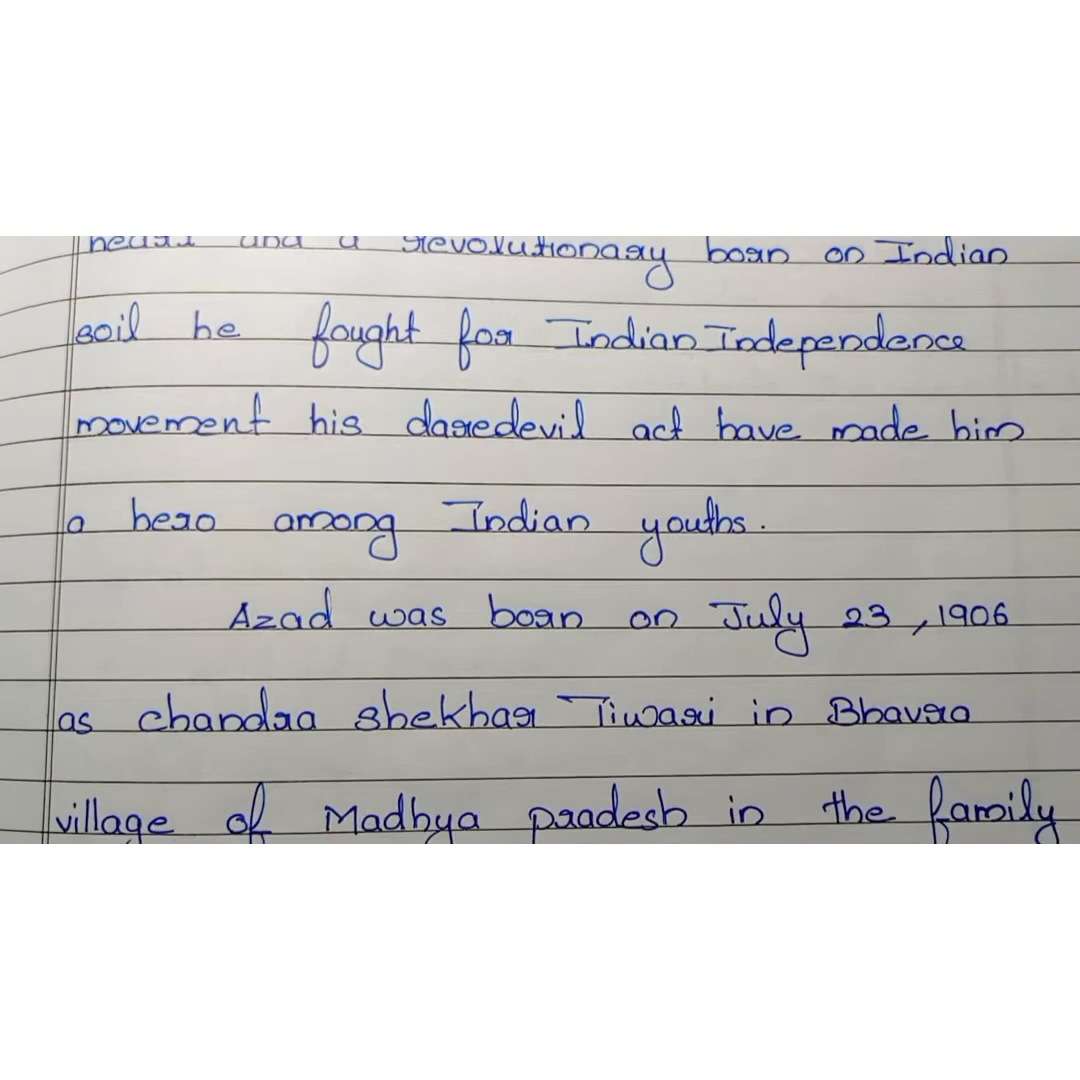 heart and a revolutionary born on Indian
soil he fought for Indian Independence
movement his daredevil act have made him
a hero among Indian youths.
Azad was born on July 23, 1906
as chandra shekhar Tiwari in Bhavra
village of Madhya pradesh in the family